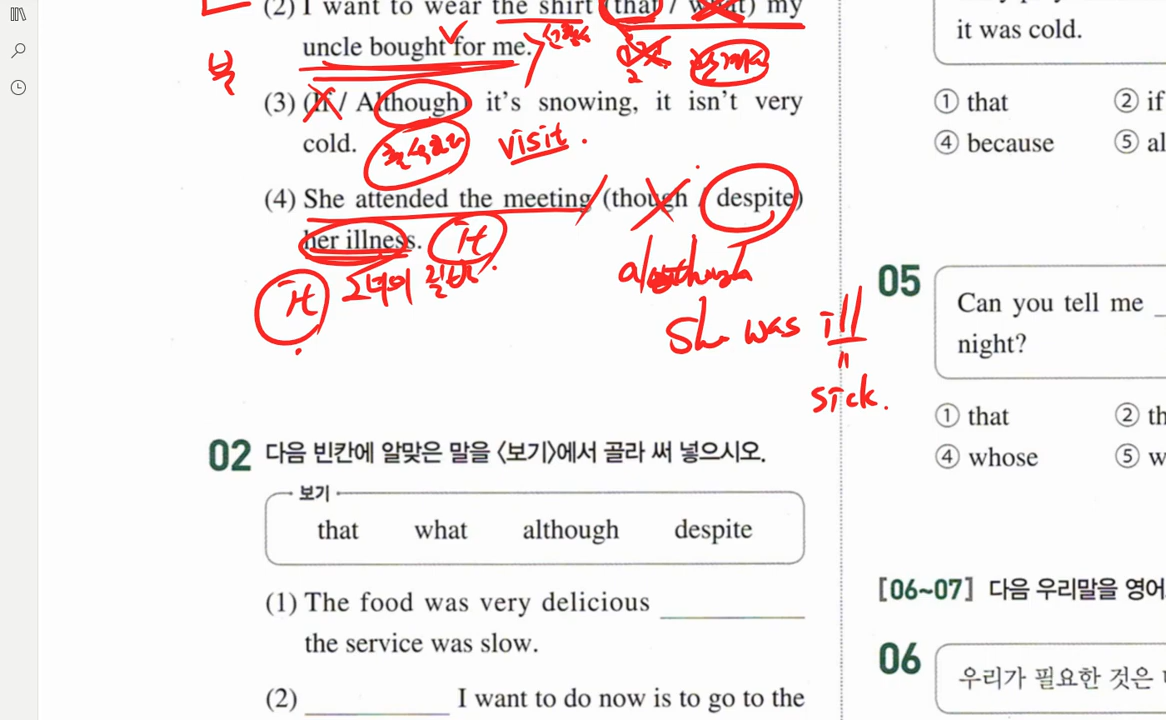 (2) I want to wear the shirt (that / what) my
uncle bought for me.
(3) (If / Although) it's snowing, it isn't very
cold.
visit.
(4) She attended the meeting (though / despite)
her illness.
It
It
그녀의 질병.
although
She was ill
=
sick.
02 다음 빈칸에 알맞은 말을 〈보기〉에서 골라 써 넣으시오.
보기
that what although despite
(1) The food was very delicious ________
the service was slow.
(2) ________ I want to do now is to go to the
it was cold.
① that ② if
④ because ⑤ al
05
Can you tell me _
night?
① that ② th
④ whose ⑤ w
[06~07] 다음 우리말을 영어
06
우리가 필요한 것은